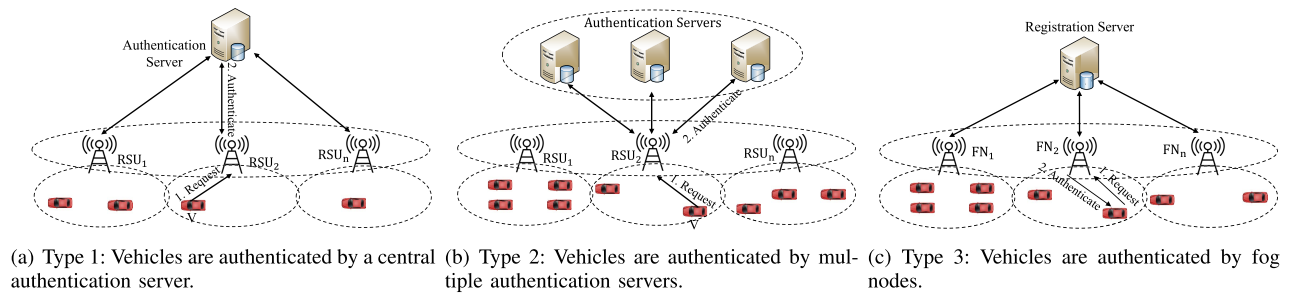 Authentication
Server
2. Authenticate
RSU₁
RSU₂
RSUₙ
1. Request
V
(a) Type 1: Vehicles are authenticated by a central
authentication server.
Authentication Servers
2. Authenticate
RSU₁
RSU₂
RSUₙ
1. Request
V
(b) Type 2: Vehicles are authenticated by mul-
tiple authentication servers.
Registration Server
FN₁
FN₂
FNₙ
2. Authenticate
1. Request
(c) Type 3: Vehicles are authenticated by fog
nodes.